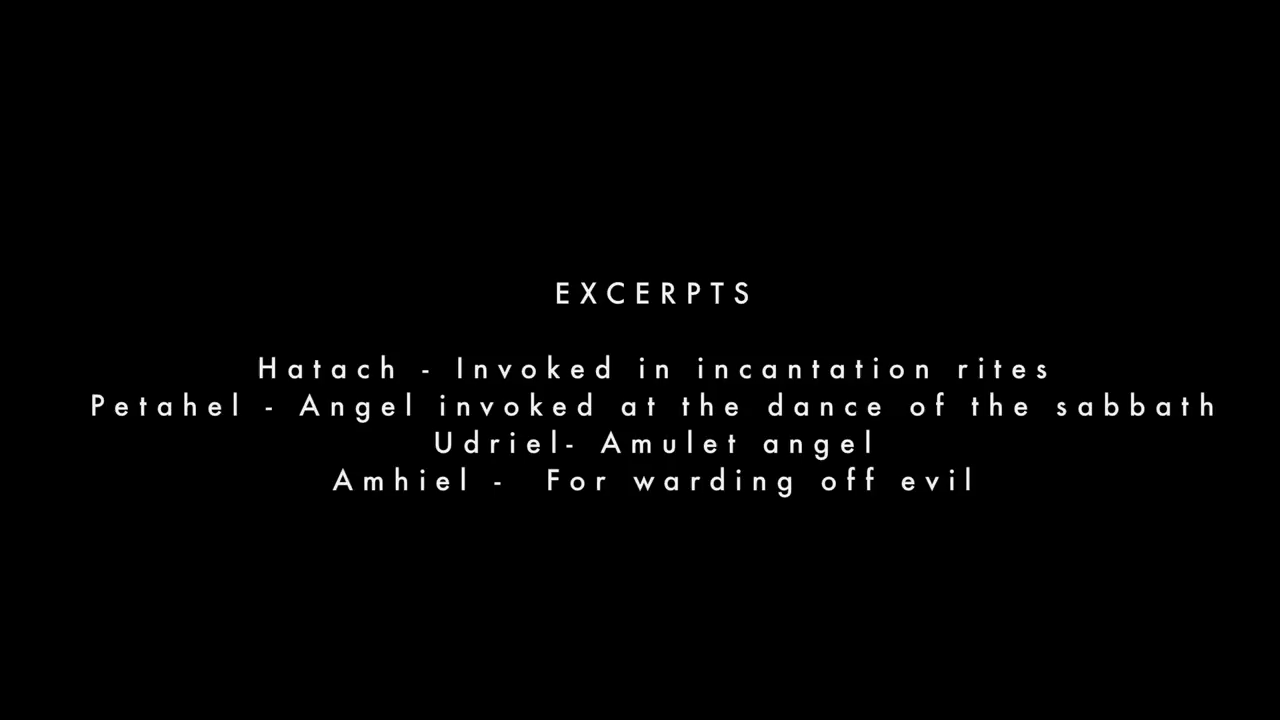 EXCERPTS
Hatach - Invoked in incantation rites
Petahel - Angel invoked at the dance of the sabbath
Udriel- Amulet angel
Amhiel -  For warding off evil